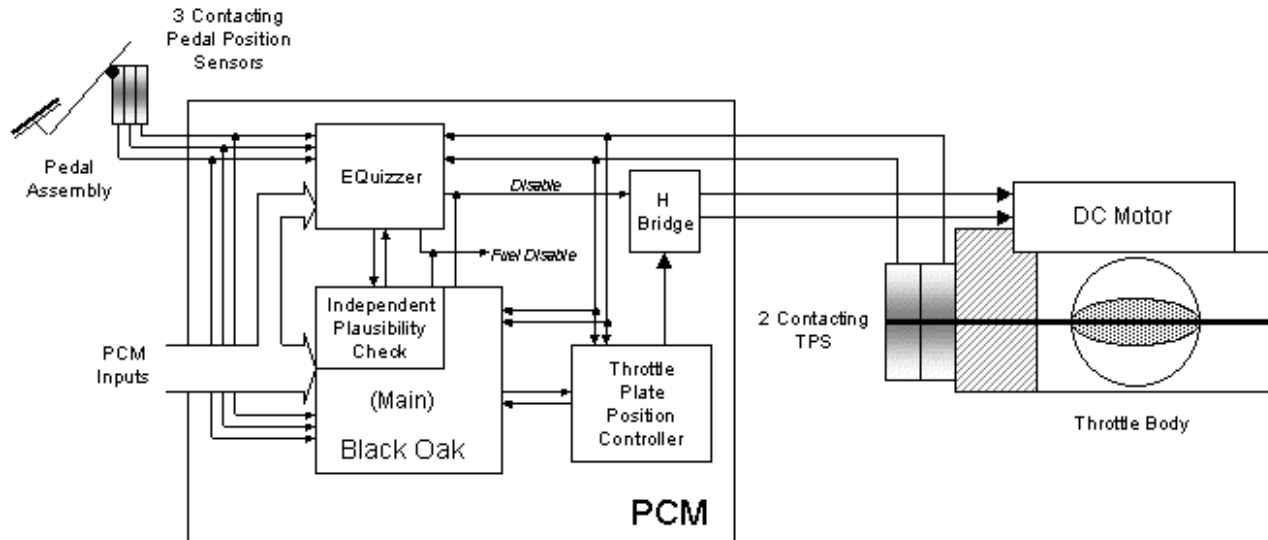 3 Contacting
Pedal Position
Sensors
Pedal
Assembly
EQuizzer
Disable
H
Bridge
DC Motor
Fuel Disable
Independent
Plausibility
Check
2 Contacting
TPS
PCM
Inputs
(Main)
Black Oak
Throttle
Plate
Position
Controller
Throttle Body
PCM